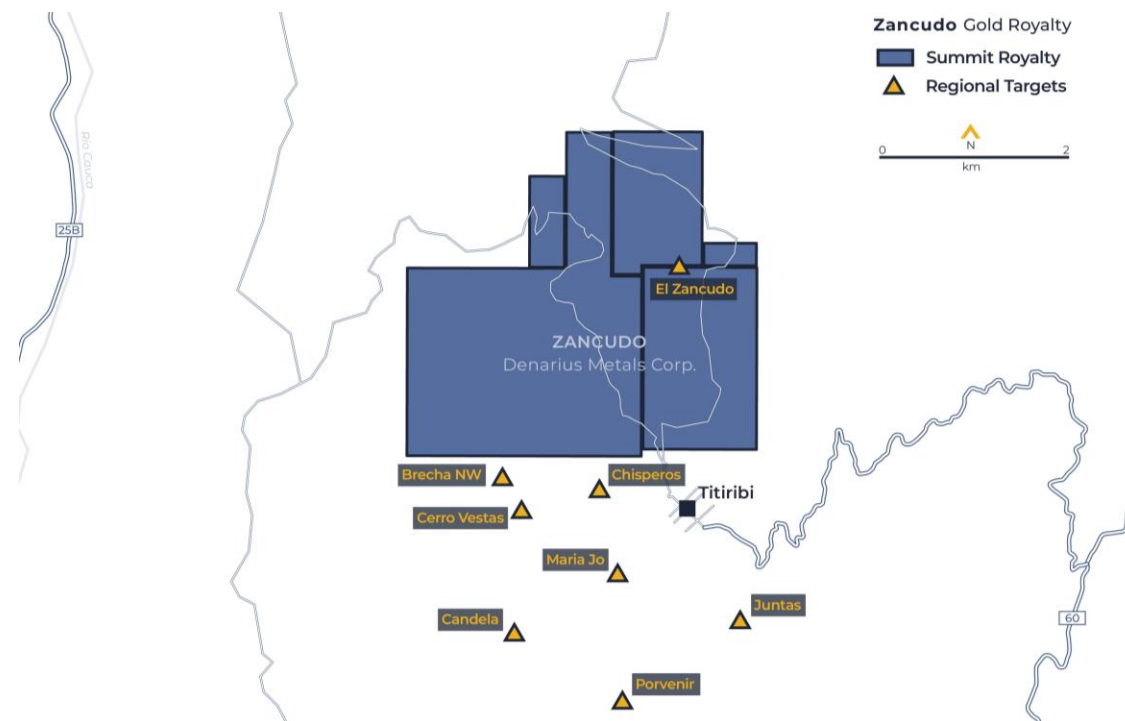 Zancudo Gold Royalty
Summit Royalty
Regional Targets
0
N
2
km
Rio Cauca
25B
El Zancudo
ZANCUDO
Denarius Metals Corp.
Brecha NW
Chisperos
Cerro Vestas
Titiribi
Maria Jo
Candela
Juntas
60
Porvenir